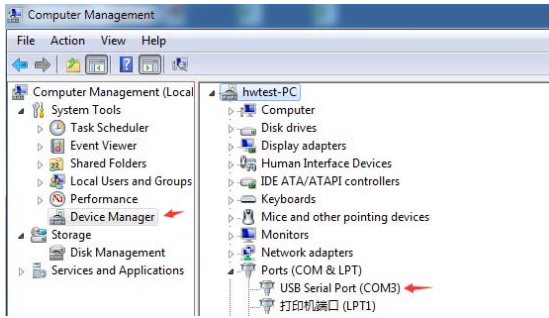 Computer Management
File Action View Help
Computer Management (Local
System Tools
Task Scheduler
Event Viewer
Shared Folders
Local Users and Groups
Performance
Device Manager
Storage
Disk Management
Services and Applications
hwtest-PC
Computer
Disk drives
Display adapters
Human Interface Devices
IDE ATA/ATAPI controllers
Keyboards
Mice and other pointing devices
Monitors
Network adapters
Ports (COM & LPT)
USB Serial Port (COM3)
打印机端口 (LPT1)